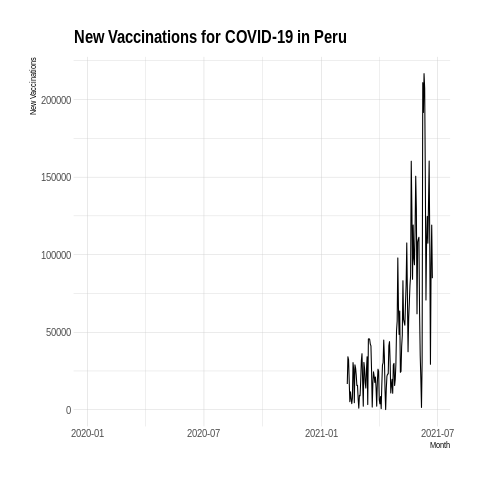 New Vaccinations for COVID-19 in Peru
New Vaccinations
200000
150000
100000
50000
0
2020-01 2020-07 2021-01 2021-07
Month